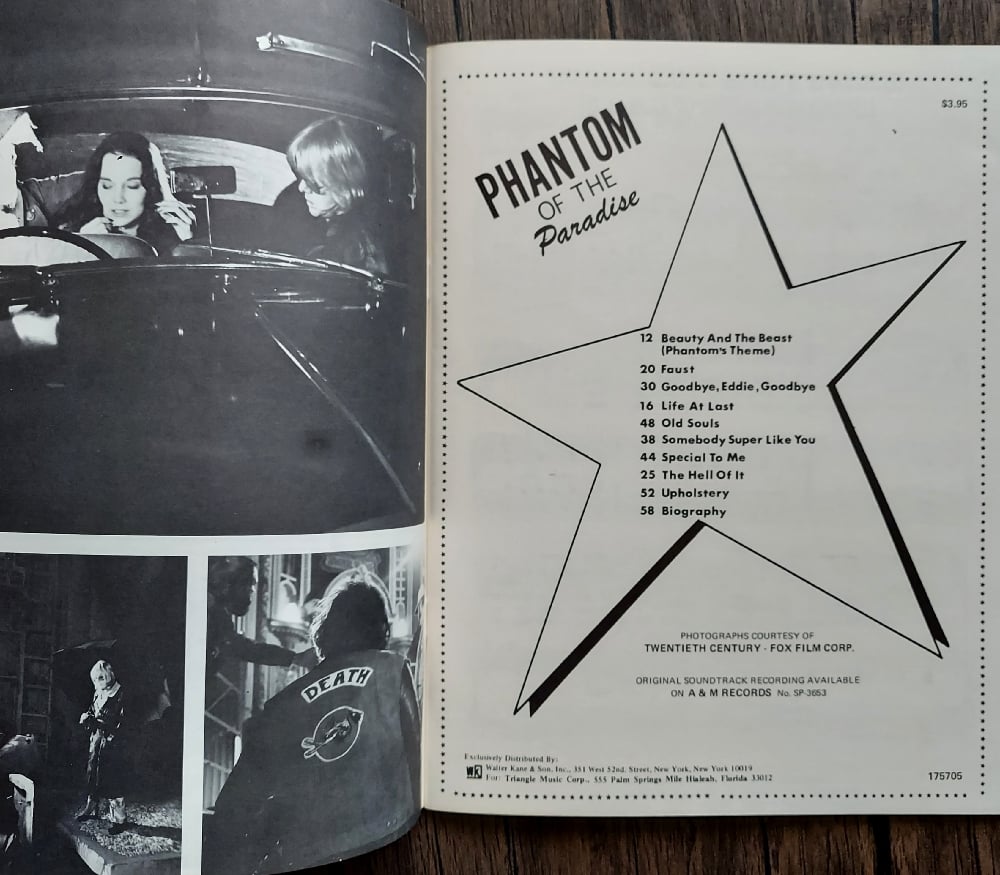 DEATH
$3.95
PHANTOM
OF THE
Paradise
12 Beauty And The Beast
(Phantom's Theme)
20 Faust
30 Goodbye, Eddie, Goodbye
16 Life At Last
48 Old Souls
38 Somebody Super Like You
44 Special To Me
25 The Hell Of It
52 Upholstery
58 Biography
PHOTOGRAPHS COURTESY OF
TWENTIETH CENTURY - FOX FILM CORP.
ORIGINAL SOUNDTRACK RECORDING AVAILABLE
ON A & M RECORDS No. SP-3653
Exclusively Distributed By:
WK Walter Kane & Son, Inc., 351 West 52nd. Street, New York, New York 10019
For: Triangle Music Corp., 555 Palm Springs Mile Hialeah, Florida 33012
175705